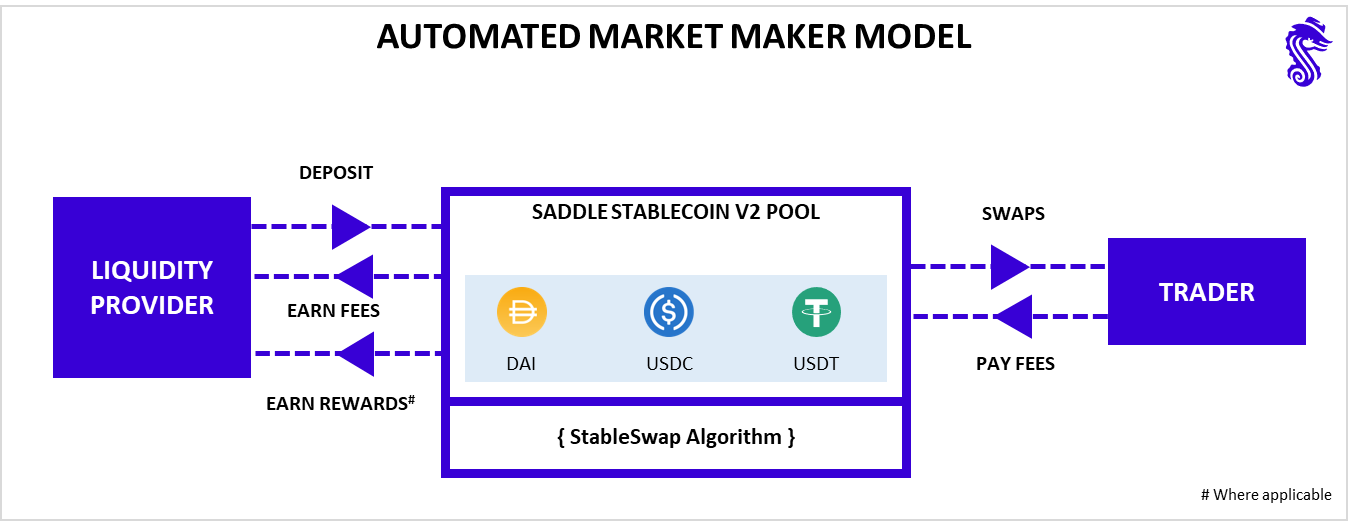 AUTOMATED MARKET MAKER MODEL
DEPOSIT
LIQUIDITY
PROVIDER
EARN FEES
EARN REWARDS#
SADDLE STABLECOIN V2 POOL
DAI
USDC
USDT
{ StableSwap Algorithm }
SWAPS
PAY FEES
TRADER
# Where applicable